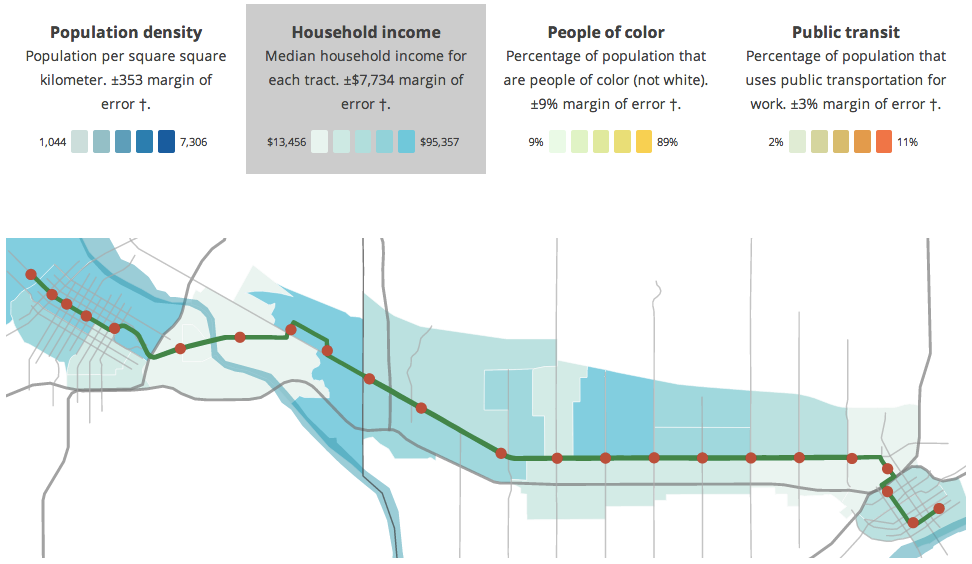 Population density
Population per square square
kilometer. ±353 margin of
error †.
1,044 7,306
Household income
Median household income for
each tract. ±$7,734 margin of
error †.
$13,456 $95,357
People of color
Percentage of population that
are people of color (not white).
±9% margin of error †.
9% 89%
Public transit
Percentage of population that
uses public transportation for
work. ±3% margin of error †.
2% 11%